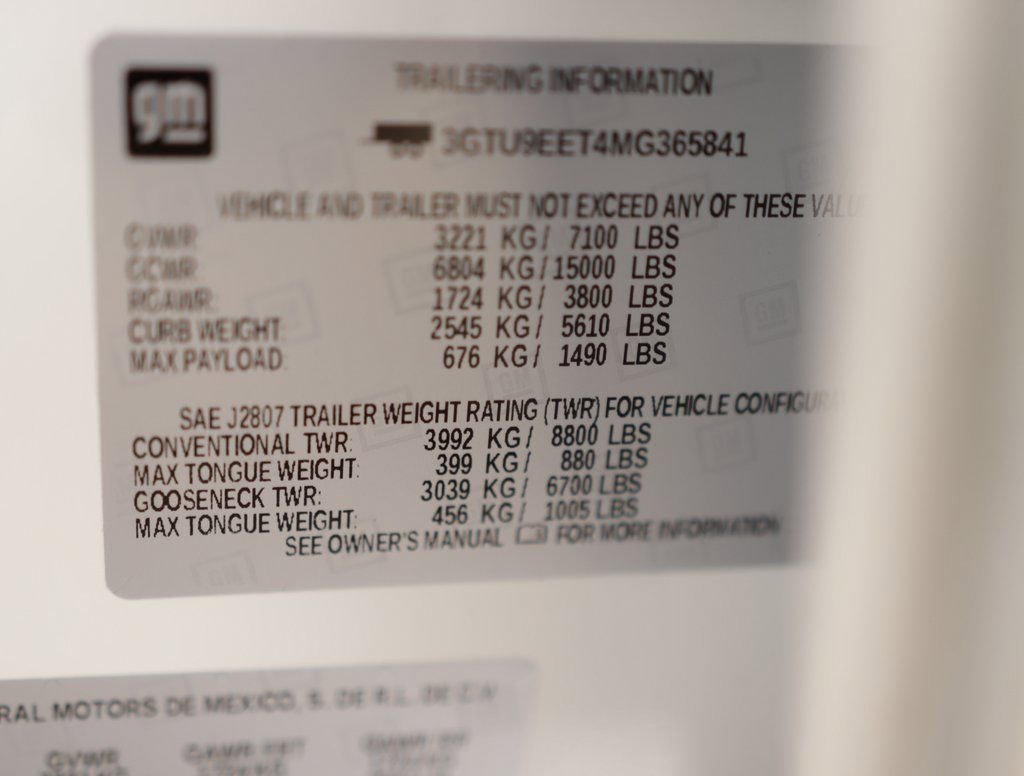 gm
TRAILERING INFORMATION
3GTU9EET4MG365841
VEHICLE AND TRAILER MUST NOT EXCEED ANY OF THESE VALU
GVWR: 3221 KG/ 7100 LBS
GCWR: 6804 KG/ 15000 LBS
RGAWR: 1724 KG/ 3800 LBS
CURB WEIGHT: 2545 KG/ 5610 LBS
MAX PAYLOAD: 676 KG/ 1490 LBS
SAE J2807 TRAILER WEIGHT RATING (TWR) FOR VEHICLE CONFIGURA
CONVENTIONAL TWR: 3992 KG/ 8800 LBS
MAX TONGUE WEIGHT: 399 KG/ 880 LBS
GOOSENECK TWR: 3039 KG/ 6700 LBS
MAX TONGUE WEIGHT: 456 KG/ 1005 LBS
SEE OWNER'S MANUAL FOR MORE INFORMATION
RAL MOTORS DE MEXICO, S. DE R.L. DE C.V
GVWR GAWR FRT